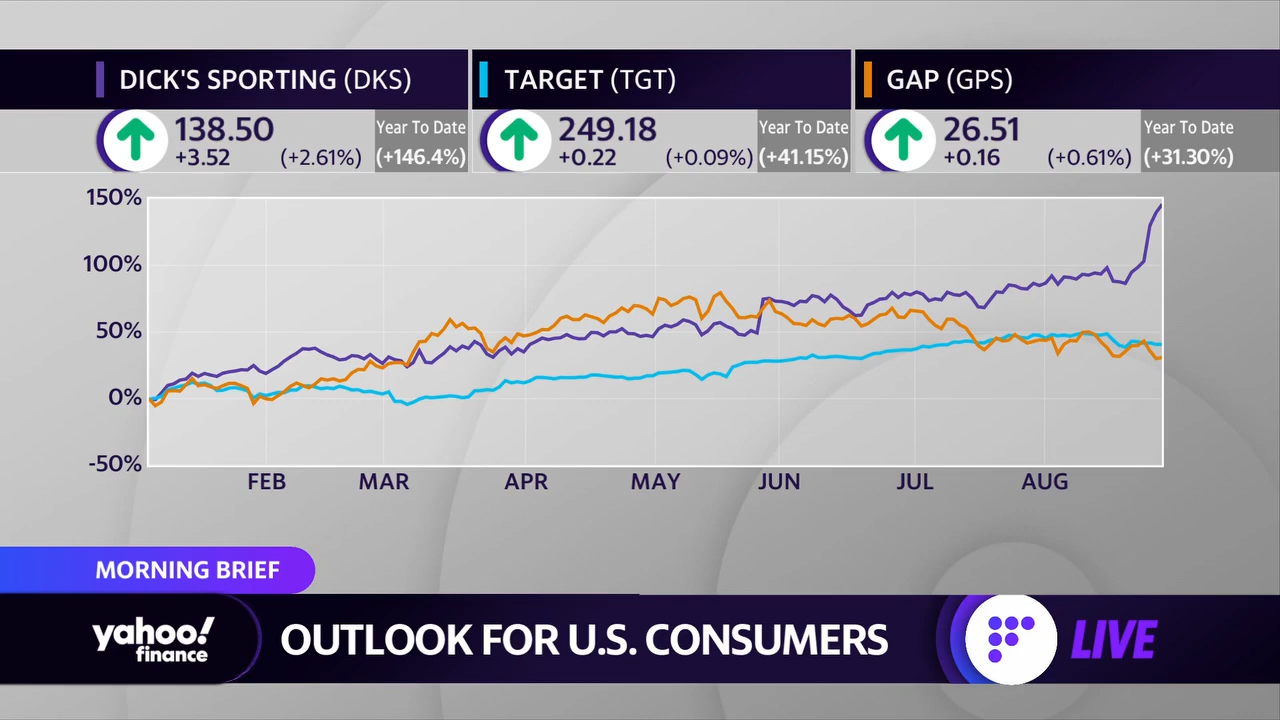 DICK'S SPORTING (DKS)
138.50
+3.52 (+2.61%)
Year To Date
(+146.4%)
TARGET (TGT)
249.18
+0.22 (+0.09%)
Year To Date
(+41.15%)
GAP (GPS)
26.51
+0.16 (+0.61%)
Year To Date
(+31.30%)
150%
100%
50%
0%
-50%
FEB MAR APR MAY JUN JUL AUG
MORNING BRIEF
yahoo!
finance
OUTLOOK FOR U.S. CONSUMERS
LIVE